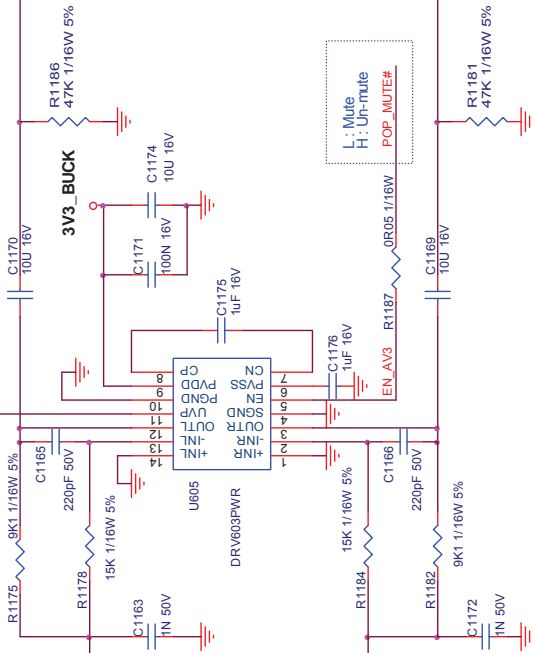 R1186
47K 1/16W 5%
3V3_BUCK
C1170
10U 16V
C1174
10U 16V
C1171
100N 16V
C1175
1uF 16V
L : Mute
H : Un-mute
POP_MUTE#
R1181
47K 1/16W 5%
R1187
0R05 1/16W
EN_AV3
C1169
10U 16V
C1176
1uF 16V
8
9
10
11
12
13
14
CP
PVDD
PGND
UVP
OUTL
-INL
+INL
CN
PVSS
EN
SGND
OUTR
-INR
+INR
7
6
5
4
3
2
1
U605
DRV603PWR
C1165
220pF 50V
R1175
9K1 1/16W 5%
R1178
15K 1/16W 5%
C1163
1N 50V
C1166
220pF 50V
R1184
15K 1/16W 5%
R1182
9K1 1/16W 5%
C1172
1N 50V